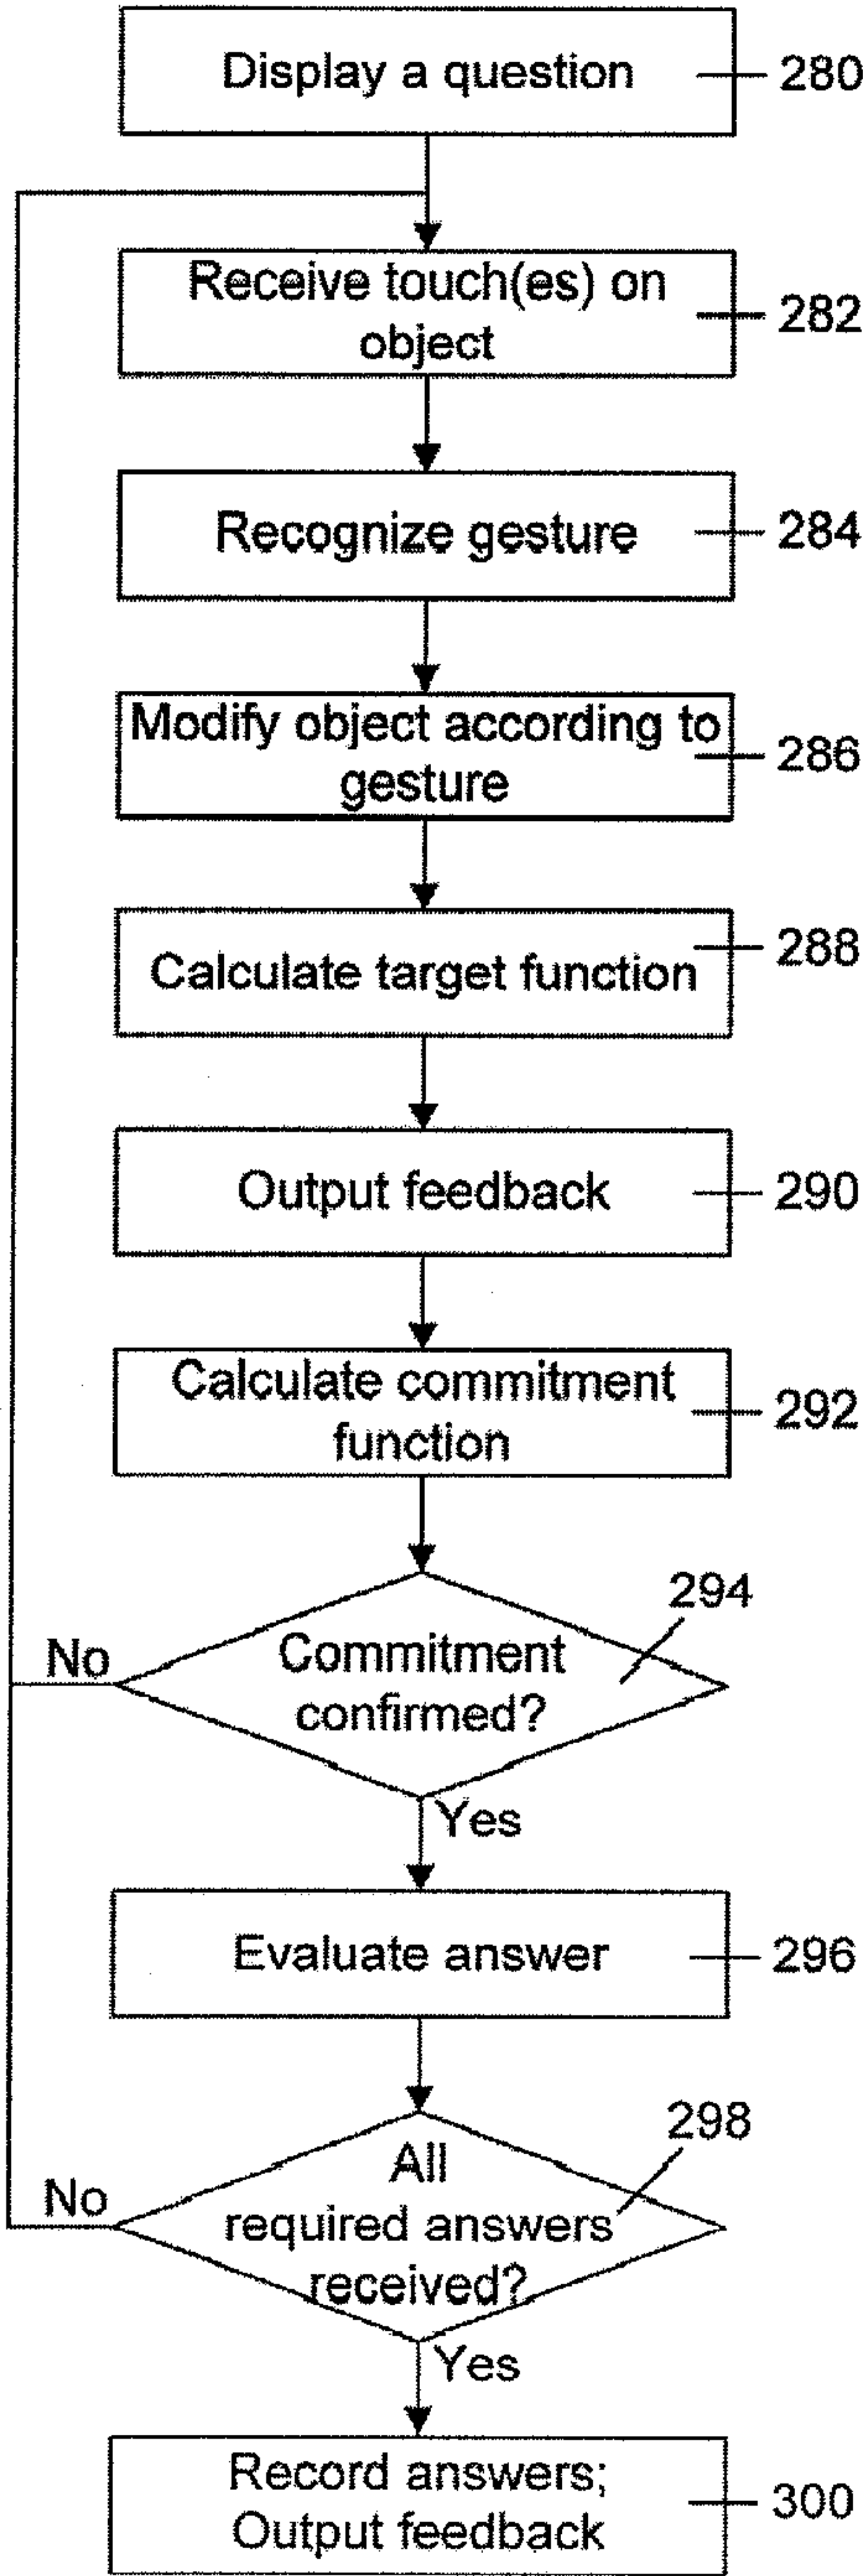 Display a question
280
Receive touch(es) on
object
282
Recognize gesture
284
Modify object according to
gesture
286
Calculate target function
288
Output feedback
290
Calculate commitment
function
292
294
No
Commitment
confirmed?
Yes
Evaluate answer
296
298
No
All
required answers
received?
Yes
Record answers;
Output feedback
300